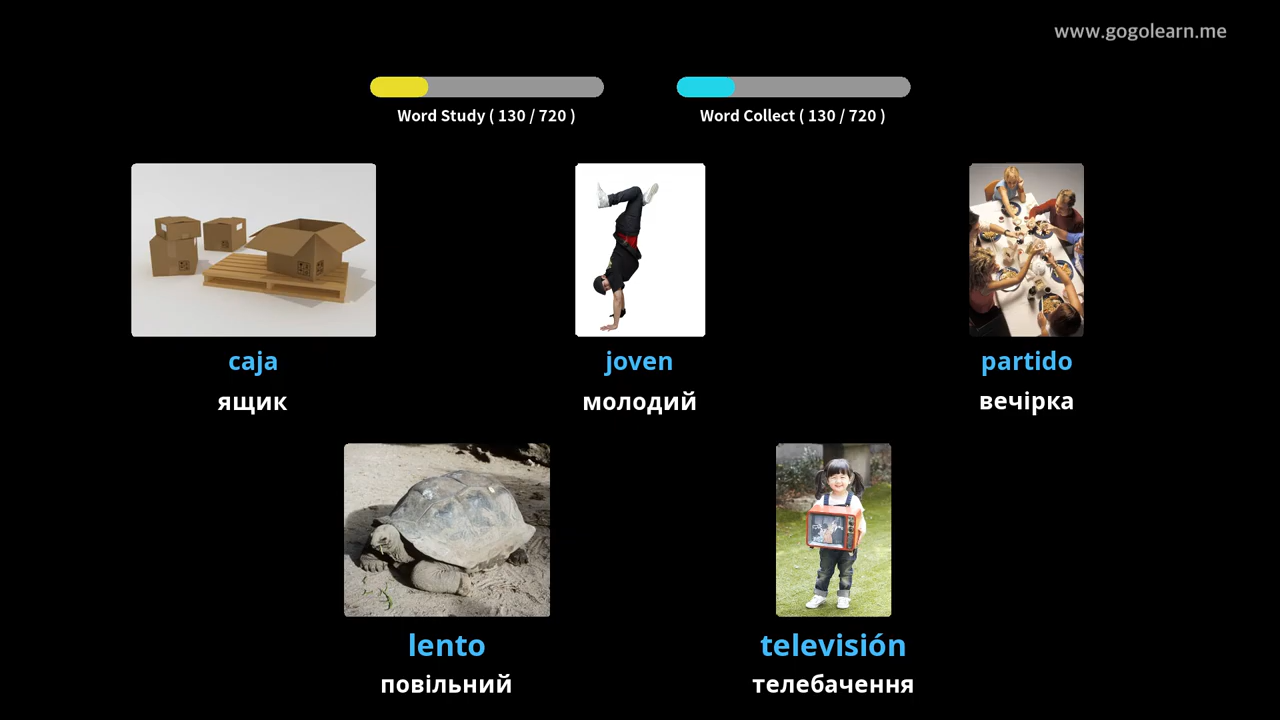 www.gogolearn.me
Word Study ( 130 / 720 )
Word Collect ( 130 / 720 )
caja
joven
partido
ящик
молодий
вечірка
lento
televisión
повільний
телебачення